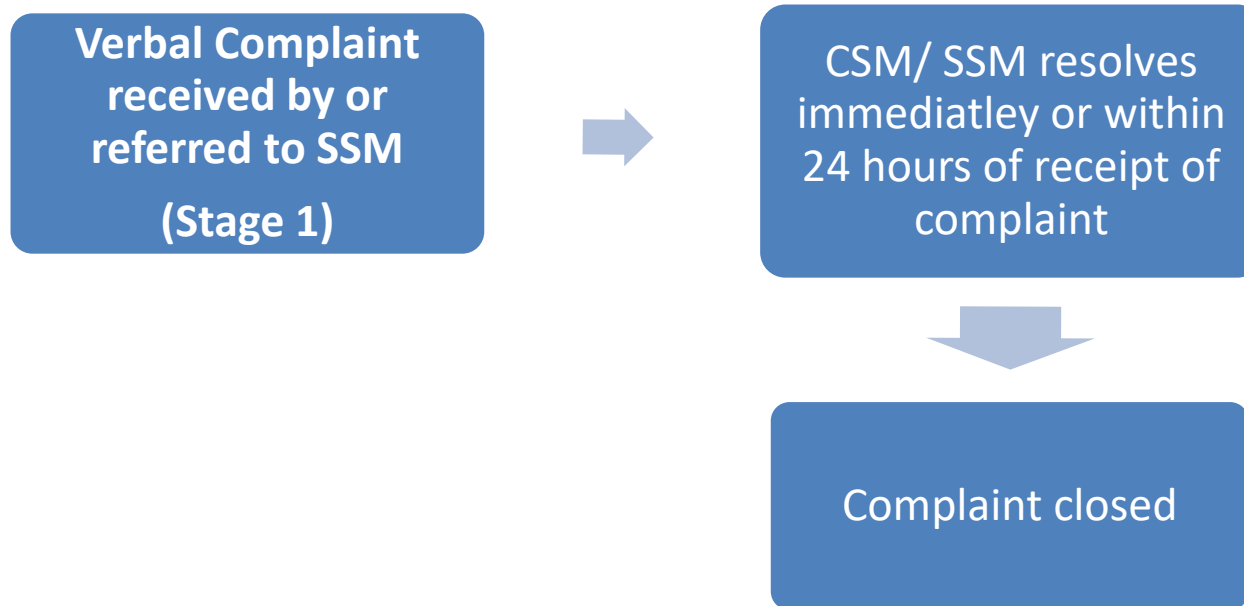 Verbal Complaint
received by or
referred to SSM
(Stage 1)
CSM/ SSM resolves
immediatley or within
24 hours of receipt of
complaint
Complaint closed